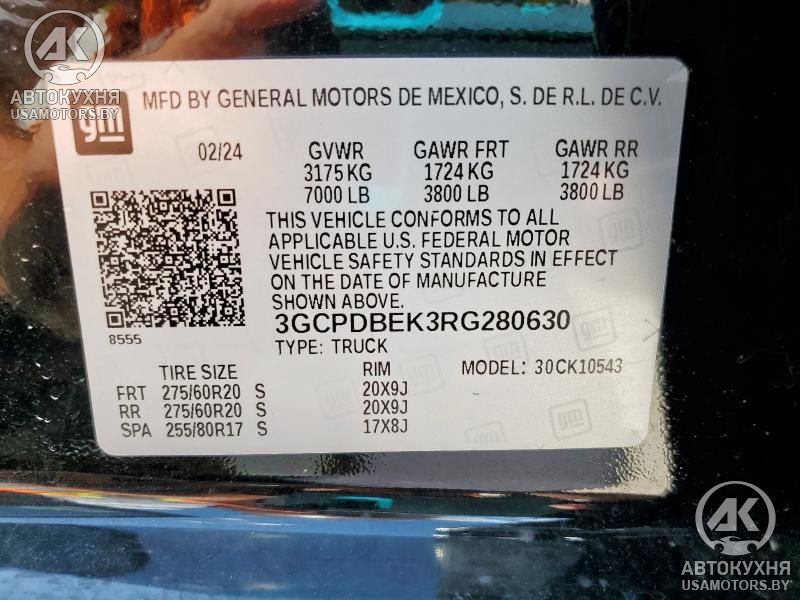 AK
АВТОКУХНЯ
USAMOTORS.BY
gm
MFD BY GENERAL MOTORS DE MEXICO, S. DE R.L. DE C.V.
02/24 GVWR GAWR FRT GAWR RR
3175 KG 1724 KG 1724 KG
7000 LB 3800 LB 3800 LB
THIS VEHICLE CONFORMS TO ALL
APPLICABLE U.S. FEDERAL MOTOR
VEHICLE SAFETY STANDARDS IN EFFECT
ON THE DATE OF MANUFACTURE
SHOWN ABOVE.
8555 3GCPDBEK3RG280630
TYPE: TRUCK MODEL: 30CK10543
TIRE SIZE RIM
FRT 275/60R20 S 20X9J
RR 275/60R20 S 20X9J
SPA 255/80R17 S 17X8J
gm
AK
АВТОКУХНЯ
USAMOTORS.BY